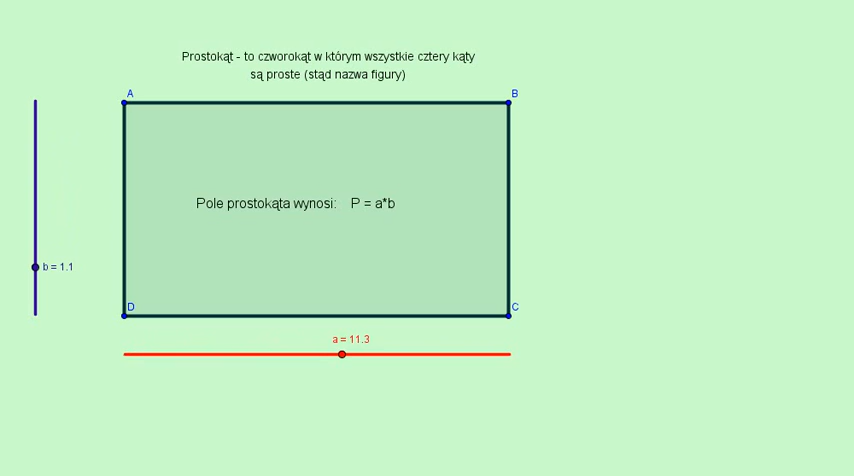 Prostokąt - to czworokąt w którym wszystkie cztery kąty
są proste (stąd nazwa figury)
A
B
Pole prostokąta wynosi: P = a*b
b = 1.1
D
C
a = 11.3